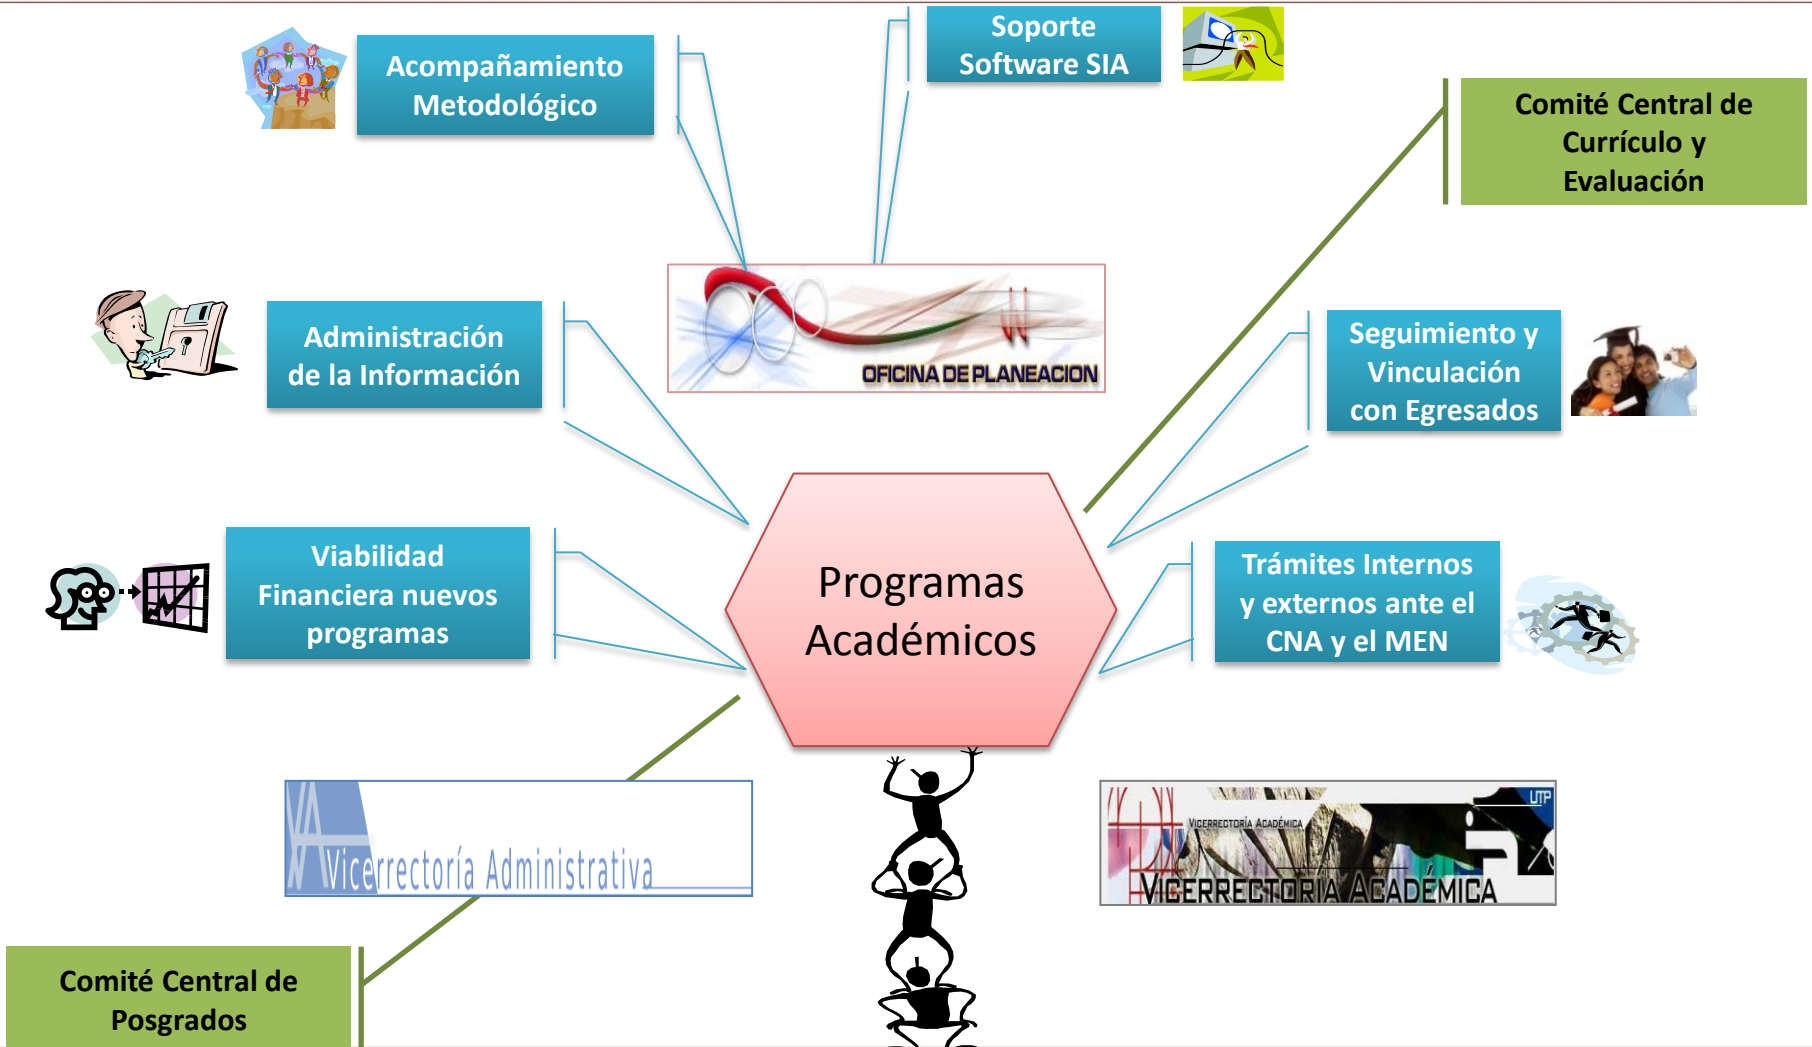 Soporte
Software SIA
Acompañamiento
Metodológico
Comité Central de
Currículo y
Evaluación
OFICINA DE PLANEACION
Administración
de la Información
Seguimiento y
Vinculación
con Egresados
Viabilidad
Financiera nuevos
programas
Programas
Académicos
Trámites Internos
y externos ante el
CNA y el MEN
Vicerrectoría Administrativa
UTP
VICERRECTORÍA ACADÉMICA
VICERRECTORIA ACADÉMICA
Comité Central de
Posgrados